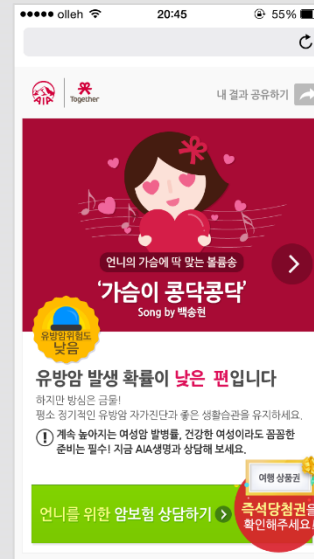 olleh 20:45 55%
AIA Together 내 결과 공유하기
언니의 가슴에 딱 맞는 볼륨송
'가슴이 콩닥콩닥'
Song by 백송현
유방암위험도
낮음
유방암 발생 확률이 낮은 편입니다
하지만 방심은 금물!
평소 정기적인 유방암 자가진단과 좋은 생활습관을 유지하세요.
계속 높아지는 여성암 발병률, 건강한 여성이라도 꼼꼼한
준비는 필수! 지금 AIA생명과 상담해 보세요.
여행 상품권
즉석당첨권을
확인해주세요!
언니를 위한 암보험 상담하기